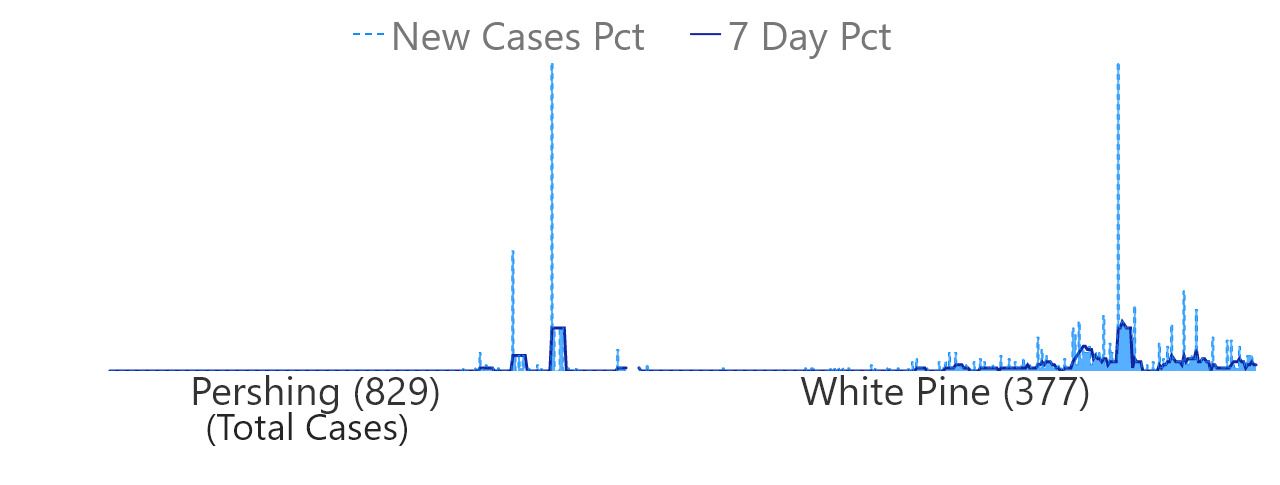 New Cases Pct 7 Day Pct
Pershing (829) White Pine (377)
(Total Cases)